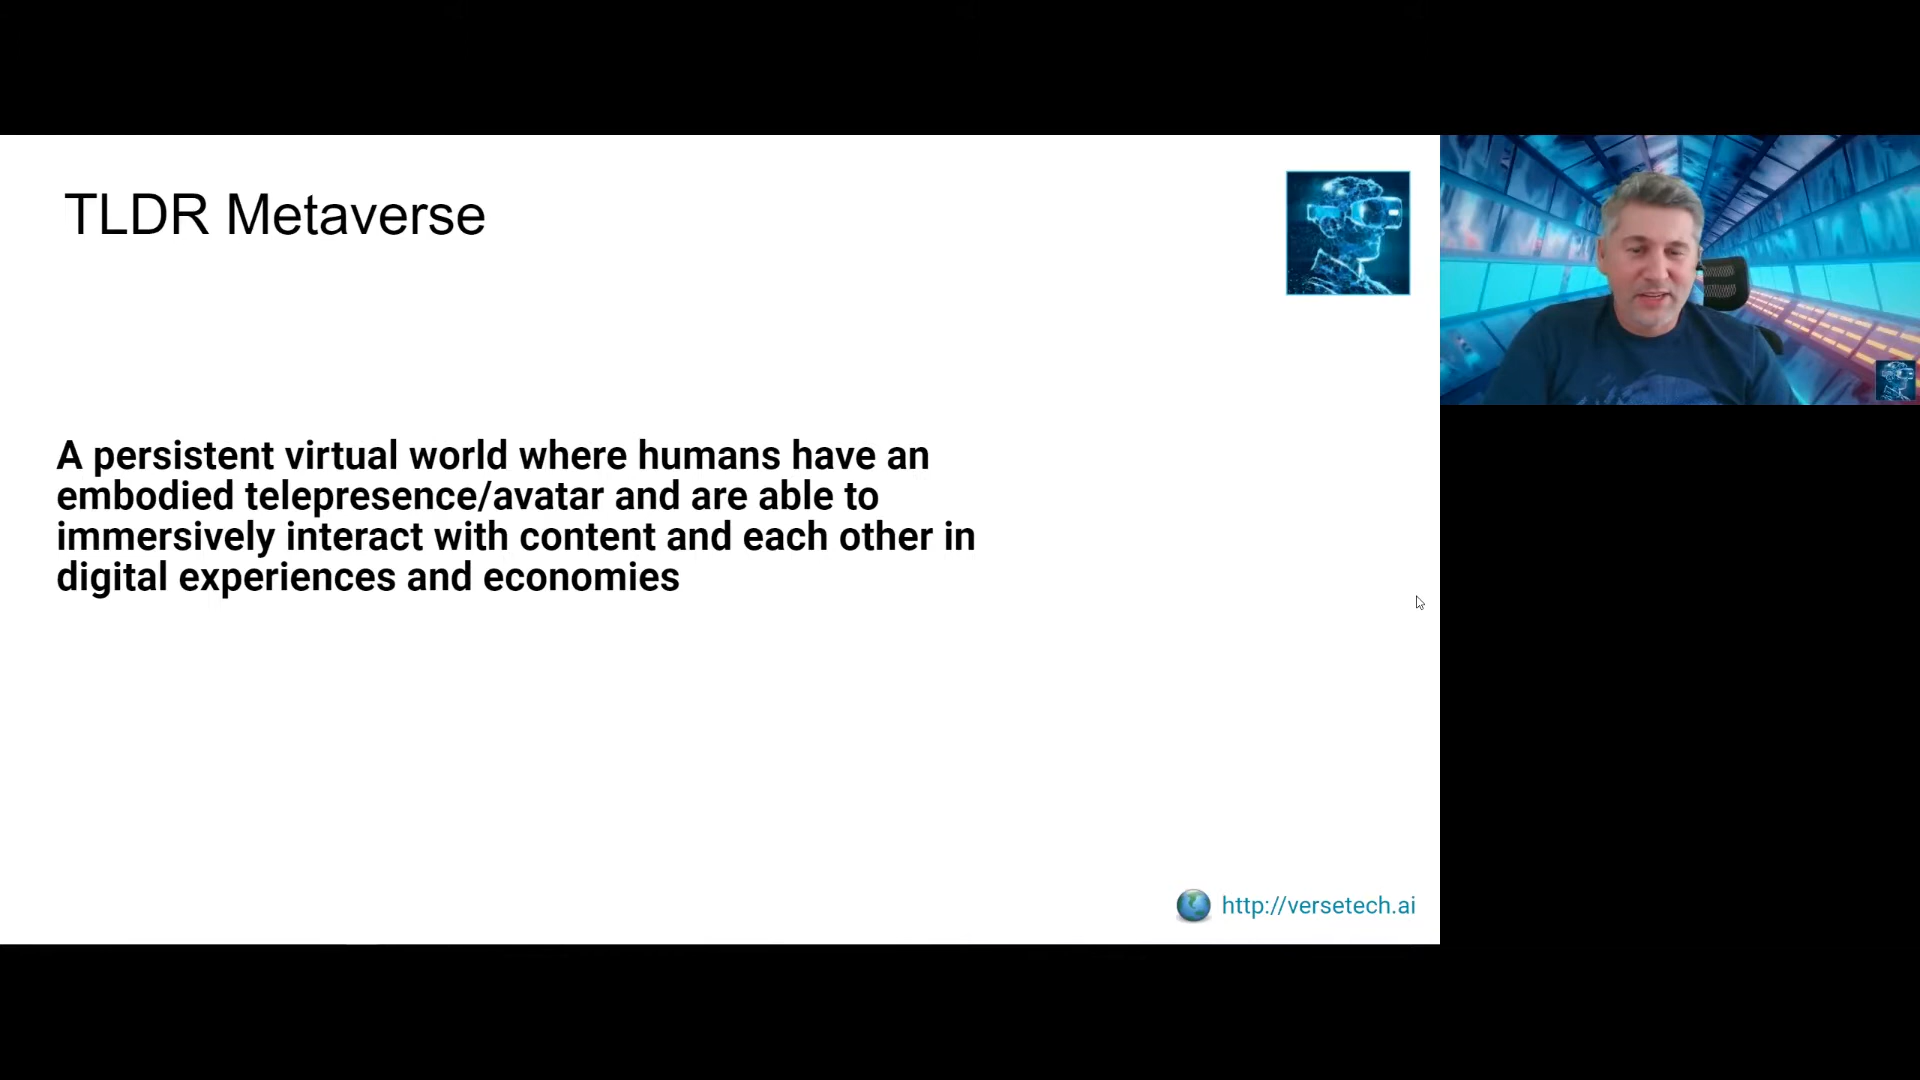 TLDR Metaverse
A persistent virtual world where humans have an
embodied telepresence/avatar and are able to
immersively interact with content and each other in
digital experiences and economies
http://versetech.ai